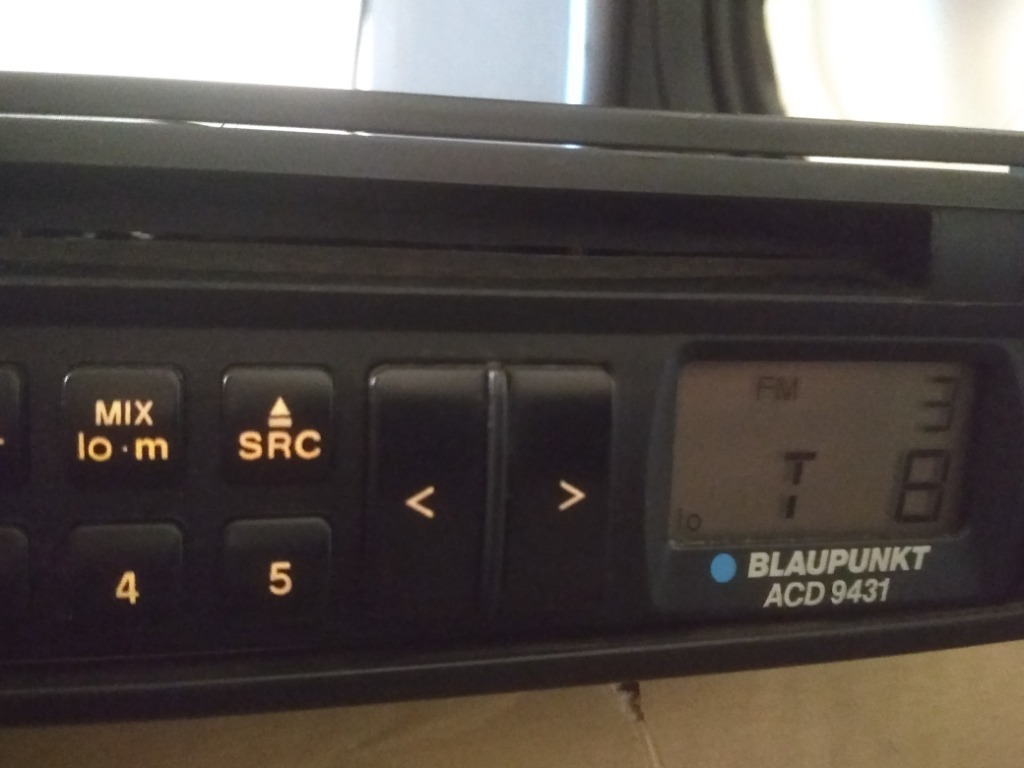 MIX
lo·m
SRC
4
5
<
>
FM 3
T 8
lo
BLAUPUNKT
ACD 9431